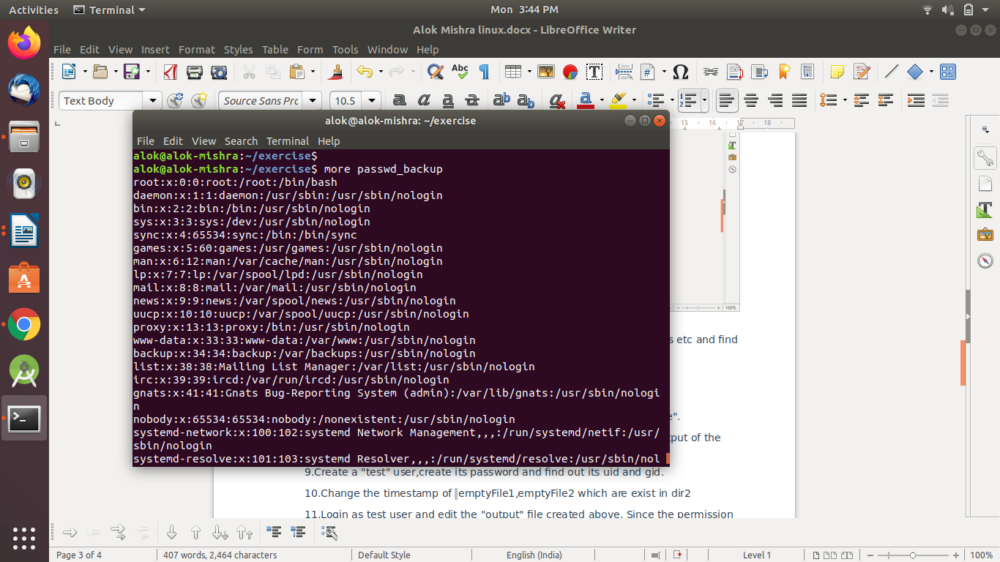 Activities Terminal Mon 3:44 PM
Alok Mishra linux.docx - LibreOffice Writer
File Edit View Insert Format Styles Table Form Tools Window Help
Text Body Source Sans Pro 10.5
alok@alok-mishra: ~/exercise
15 16 17 18
File Edit View Search Terminal Help
alok@alok-mishra:~/exercise$
alok@alok-mishra:~/exercise$ more passwd_backup
root:x:0:0:root:/root:/bin/bash
daemon:x:1:1:daemon:/usr/sbin:/usr/sbin/nologin
bin:x:2:2:bin:/bin:/usr/sbin/nologin
sys:x:3:3:sys:/dev:/usr/sbin/nologin
sync:x:4:65534:sync:/bin:/bin/sync
games:x:5:60:games:/usr/games:/usr/sbin/nologin
man:x:6:12:man:/var/cache/man:/usr/sbin/nologin
lp:x:7:7:lp:/var/spool/lpd:/usr/sbin/nologin
mail:x:8:8:mail:/var/mail:/usr/sbin/nologin
news:x:9:9:news:/var/spool/news:/usr/sbin/nologin
uucp:x:10:10:uucp:/var/spool/uucp:/usr/sbin/nologin
proxy:x:13:13:proxy:/bin:/usr/sbin/nologin
www-data:x:33:33:www-data:/var/www:/usr/sbin/nologin
backup:x:34:34:backup:/var/backups:/usr/sbin/nologin
list:x:38:38:Mailing List Manager:/var/list:/usr/sbin/nologin
irc:x:39:39:ircd:/var/run/ircd:/usr/sbin/nologin
gnats:x:41:41:Gnats Bug-Reporting System (admin):/var/lib/gnats:/usr/sbin/nologi
n
nobody:x:65534:65534:nobody:/nonexistent:/usr/sbin/nologin
systemd-network:x:100:102:systemd Network Management,,,:/run/systemd/netif:/usr/
sbin/nologin
systemd-resolve:x:101:103:systemd Resolver,,,:/run/systemd/resolve:/usr/sbin/nol
100%
s etc and find
e".
tput of the
9.Create a "test" user,create its password and find out its uid and gid.
10.Change the timestamp of emptyFile1,emptyFile2 which are exist in dir2
11.Login as test user and edit the "output" file created above. Since the permission
Page 3 of 4 407 words, 2,464 characters Default Style English (India) Level 1 100%